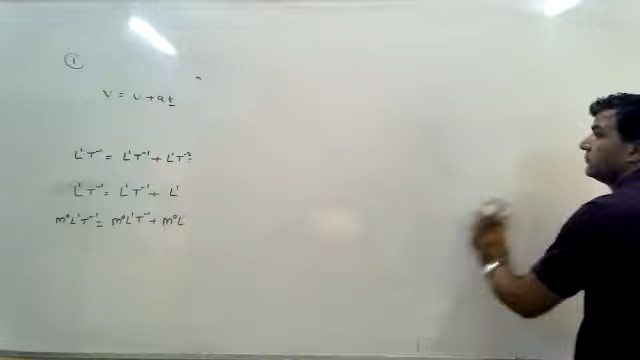 ①
v = u + at
L¹T⁻¹ = L¹T⁻¹ + L¹T⁻²
L¹T⁻¹ = L¹T⁻¹ + L¹
M⁰L¹T⁻¹ = M⁰L¹T⁻¹ + M⁰L